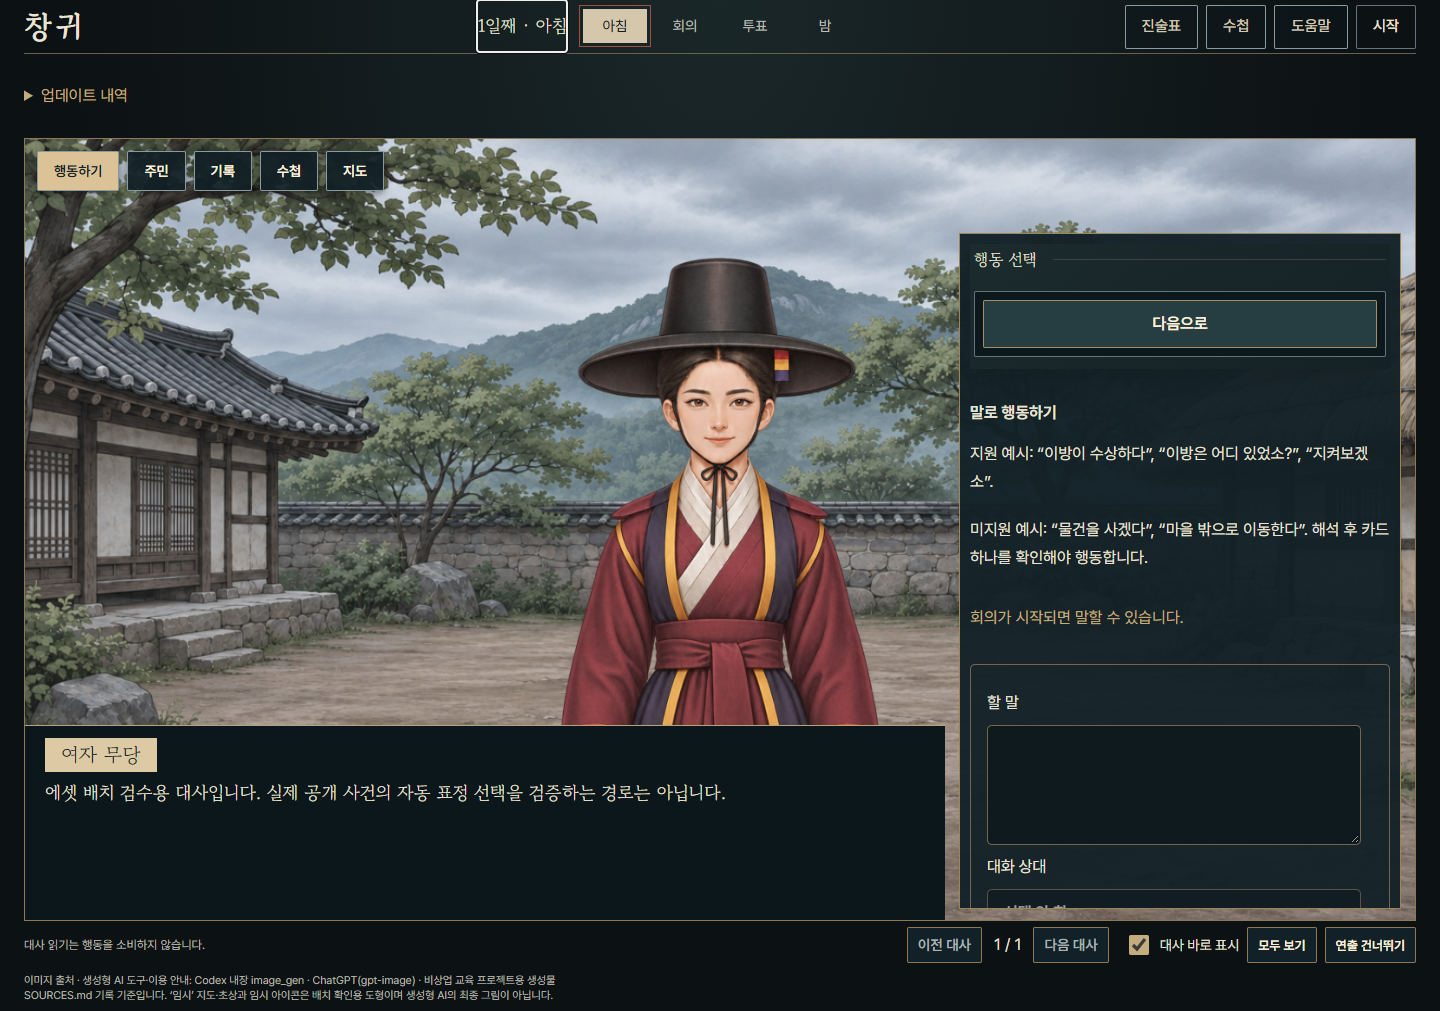 창귀
1일째 · 아침
아침
회의
투표
밤
진술표
수첩
도움말
시작
▶ 업데이트 내역
행동하기
주민
기록
수첩
지도
행동 선택
다음으로
말로 행동하기
지원 예시: “이방이 수상하다”, “이방은 어디 있었소?”, “지켜보겠
소”.
미지원 예시: “물건을 사겠다”, “마을 밖으로 이동한다”. 해석 후 카드
하나를 확인해야 행동합니다.
회의가 시작되면 말할 수 있습니다.
할 말
대화 상대
여자 무당
에셋 배치 검수용 대사입니다. 실제 공개 사건의 자동 표정 선택을 검증하는 경로는 아닙니다.
대사 읽기는 행동을 소비하지 않습니다.
이전 대사
1 / 1
다음 대사
대사 바로 표시
모두 보기
연출 건너뛰기
이미지 출처 · 생성형 AI 도구·이용 안내: Codex 내장 image_gen · ChatGPT(gpt-image) · 비상업 교육 프로젝트용 생성물
SOURCES.md 기록 기준입니다. ‘임시’ 지도·초상과 임시 아이콘은 배치 확인용 도형이며 생성형 AI의 최종 그림이 아닙니다.